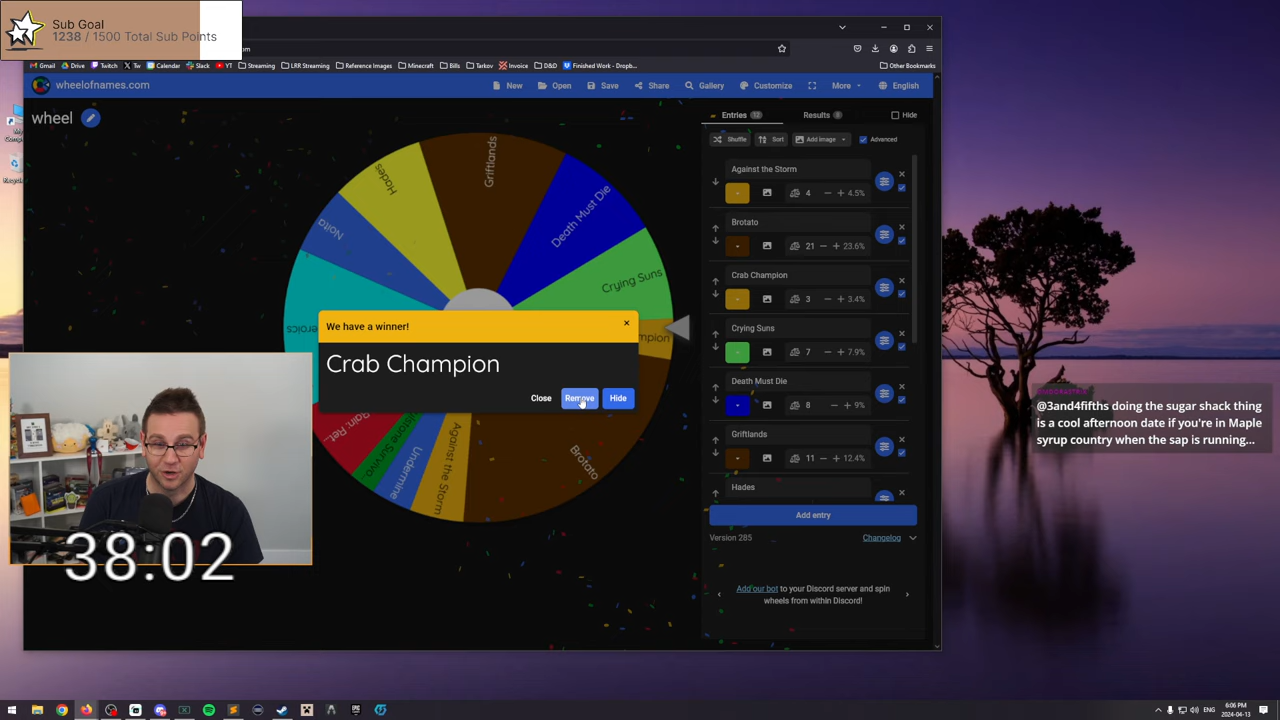 Sub Goal
1238 / 1500 Total Sub Points
Gmail
Drive
Twitch
Tw
Calendar
Slack
YT
Streaming
LRR Streaming
Reference Images
Minecraft
Bills
Tarkov
Invoice
D&D
Finished Work - Dropb...
Other Bookmarks
wheelofnames.com
New
Open
Save
Share
Gallery
Customize
More
English
wheel
Entries 12
Results
Hide
Shuffle
Sort
Add image
Advanced
Against the Storm
4
4.5%
Brotato
21
23.6%
Crab Champion
3
3.4%
Crying Suns
7
7.9%
Death Must Die
8
9%
Griftlands
11
12.4%
Hades
Add entry
Version 285
Changelog
Add our bot to your Discord server and spin
wheels from within Discord!
Hades
Griftlands
Death Must Die
Crying Suns
Noita
Brotato
Against the Storm
Undermine
We have a winner!
Crab Champion
Close
Remove
Hide
38:02
@3and4fifths doing the sugar shack thing
is a cool afternoon date if you're in Maple
syrup country when the sap is running...
ENG
6:06 PM
2024-04-13